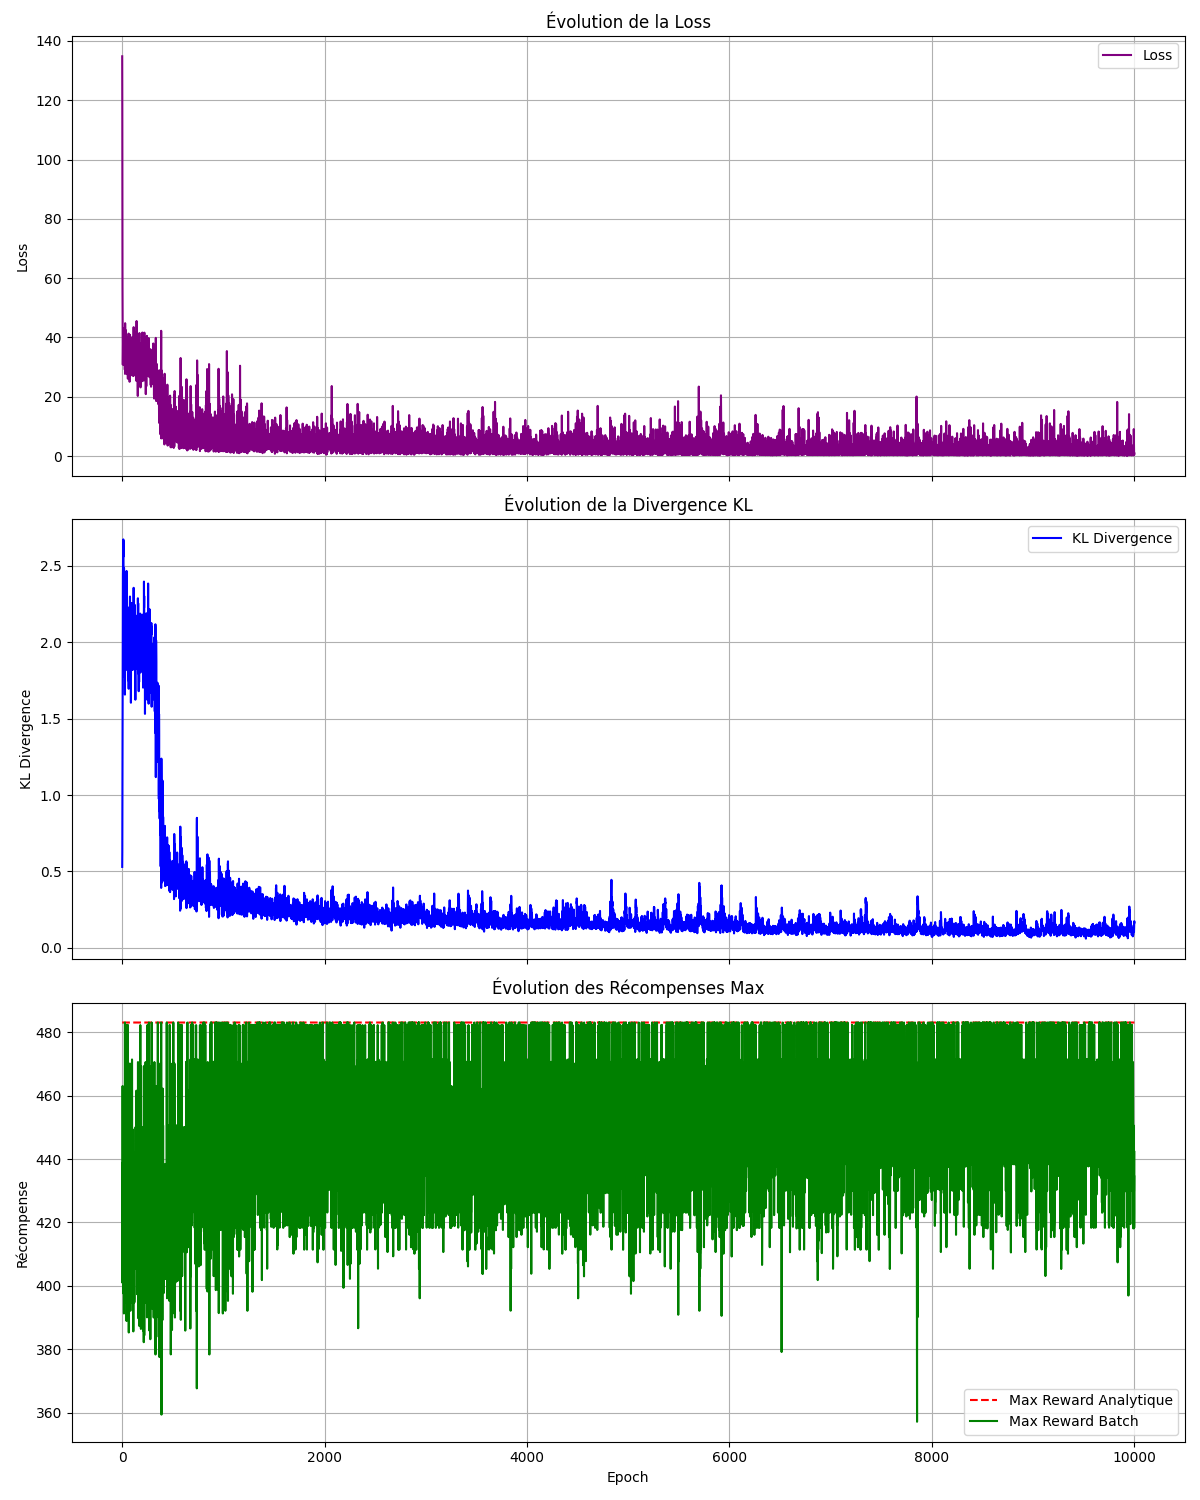 Évolution de la Loss
140
120
100
80
60
40
20
0
Loss
Loss
Évolution de la Divergence KL
2.5
2.0
1.5
1.0
0.5
0.0
KL Divergence
KL Divergence
Évolution des Récompenses Max
480
460
440
420
400
380
360
Récompense
Max Reward Analytique
Max Reward Batch
0 2000 4000 6000 8000 10000
Epoch